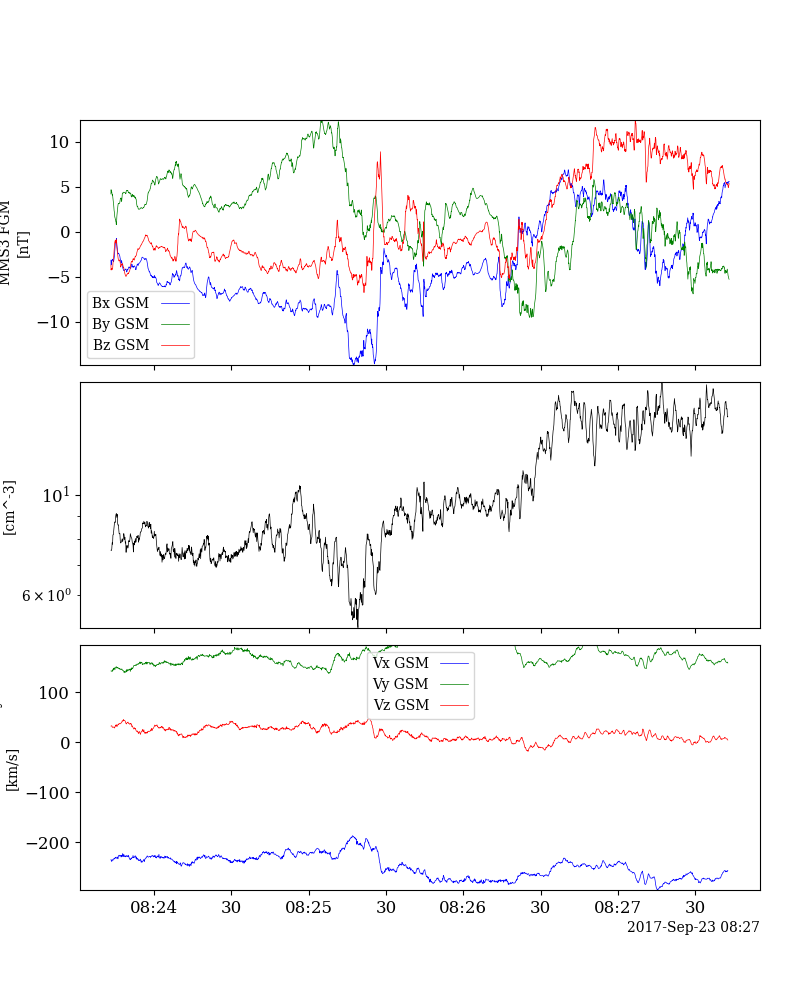 MMS3 FGM
[nT]
10
5
0
−5
−10
Bx GSM
By GSM
Bz GSM
[cm^-3]
10^1
6 × 10^0
Vx GSM
Vy GSM
Vz GSM
[km/s]
100
0
−100
−200
08:24 30 08:25 30 08:26 30 08:27 30
2017-Sep-23 08:27